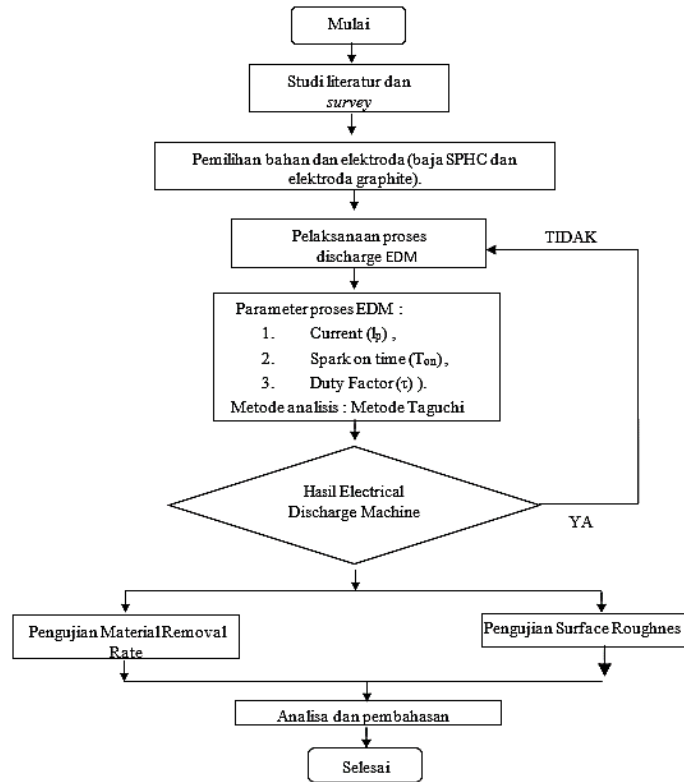 Mulai
Studi literatur dan
survey
Pemilihan bahan dan elektroda (baja SPHC dan
elektroda graphite).
Pelaksanaan proses
discharge EDM
TIDAK
Parameter proses EDM :
1. Current (Ip) ,
2. Spark on time (Ton),
3. Duty Factor (τ) ).
Metode analisis : Metode Taguchi
Hasil Electrical
Discharge Machine
YA
Pengujian Material Removal
Rate
Pengujian Surface Roughnes
Analisa dan pembahasan
Selesai